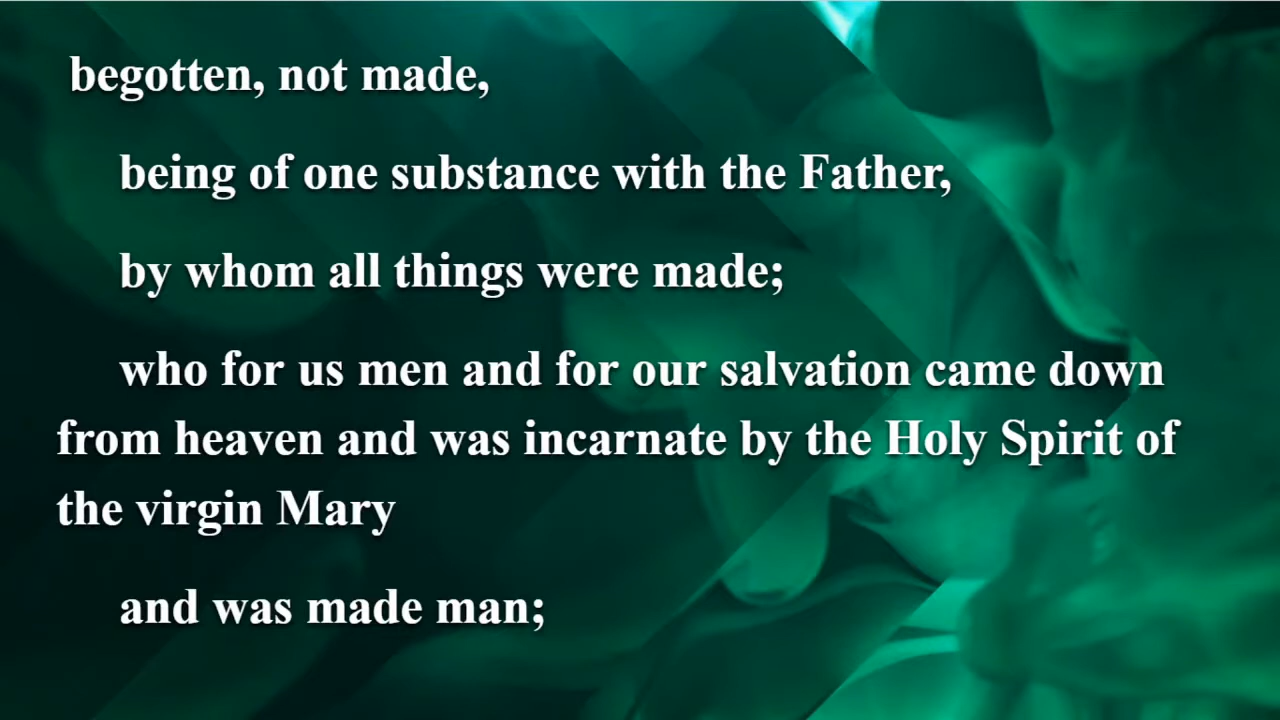 begotten, not made,
being of one substance with the Father,
by whom all things were made;
who for us men and for our salvation came down
from heaven and was incarnate by the Holy Spirit of
the virgin Mary
and was made man;